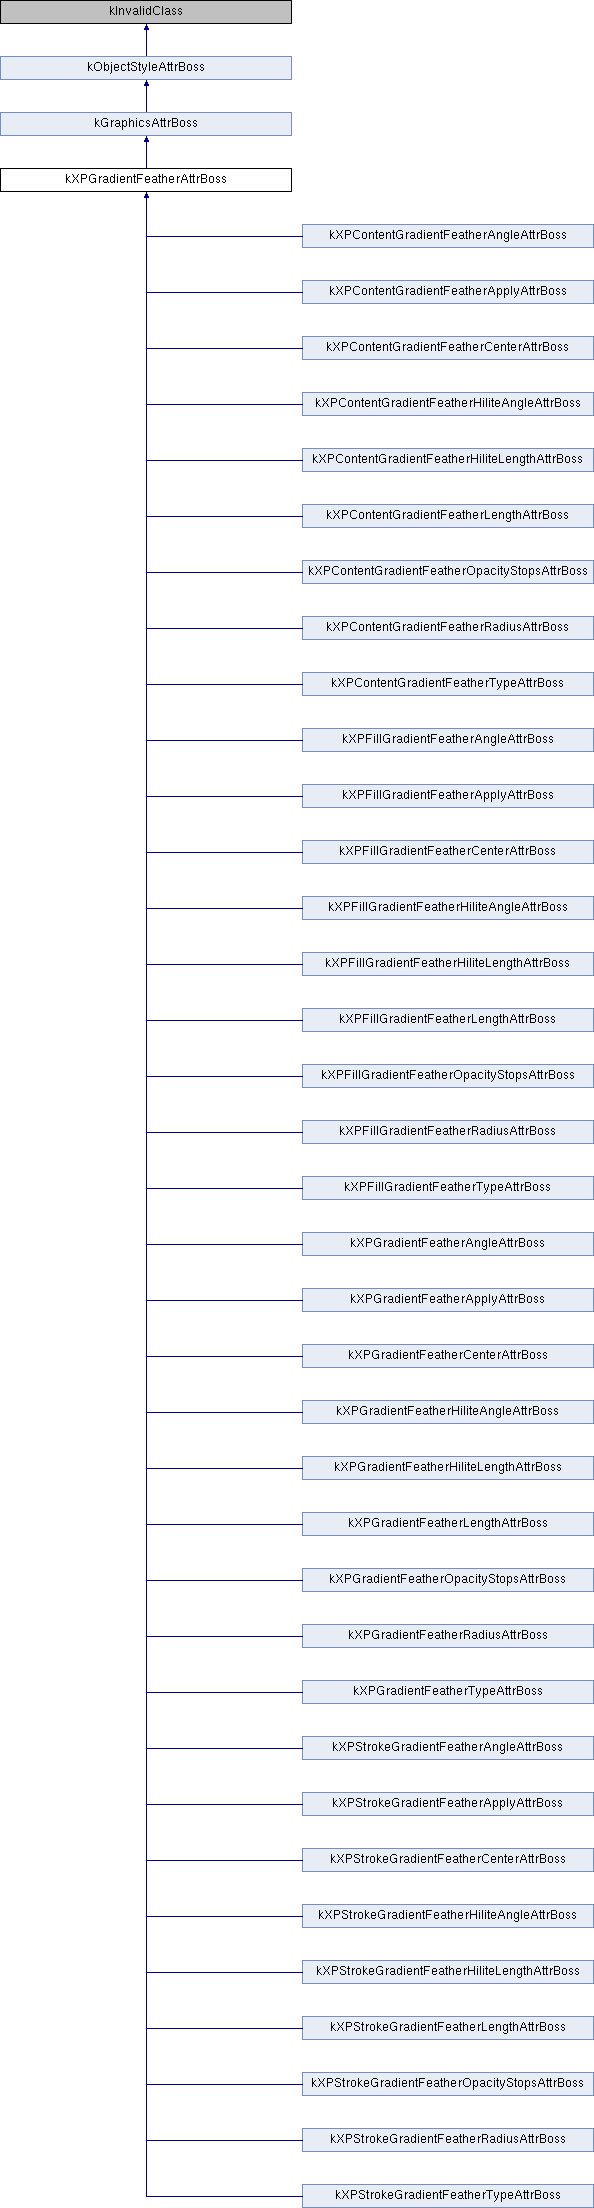 kInvalidClass
kObjectStyleAttrBoss
kGraphicsAttrBoss
kXPGradientFeatherAttrBoss
kXPContentGradientFeatherAngleAttrBoss
kXPContentGradientFeatherApplyAttrBoss
kXPContentGradientFeatherCenterAttrBoss
kXPContentGradientFeatherHiliteAngleAttrBoss
kXPContentGradientFeatherHiliteLengthAttrBoss
kXPContentGradientFeatherLengthAttrBoss
kXPContentGradientFeatherOpacityStopsAttrBoss
kXPContentGradientFeatherRadiusAttrBoss
kXPContentGradientFeatherTypeAttrBoss
kXPFillGradientFeatherAngleAttrBoss
kXPFillGradientFeatherApplyAttrBoss
kXPFillGradientFeatherCenterAttrBoss
kXPFillGradientFeatherHiliteAngleAttrBoss
kXPFillGradientFeatherHiliteLengthAttrBoss
kXPFillGradientFeatherLengthAttrBoss
kXPFillGradientFeatherOpacityStopsAttrBoss
kXPFillGradientFeatherRadiusAttrBoss
kXPFillGradientFeatherTypeAttrBoss
kXPGradientFeatherAngleAttrBoss
kXPGradientFeatherApplyAttrBoss
kXPGradientFeatherCenterAttrBoss
kXPGradientFeatherHiliteAngleAttrBoss
kXPGradientFeatherHiliteLengthAttrBoss
kXPGradientFeatherLengthAttrBoss
kXPGradientFeatherOpacityStopsAttrBoss
kXPGradientFeatherRadiusAttrBoss
kXPGradientFeatherTypeAttrBoss
kXPStrokeGradientFeatherAngleAttrBoss
kXPStrokeGradientFeatherApplyAttrBoss
kXPStrokeGradientFeatherCenterAttrBoss
kXPStrokeGradientFeatherHiliteAngleAttrBoss
kXPStrokeGradientFeatherHiliteLengthAttrBoss
kXPStrokeGradientFeatherLengthAttrBoss
kXPStrokeGradientFeatherOpacityStopsAttrBoss
kXPStrokeGradientFeatherRadiusAttrBoss
kXPStrokeGradientFeatherTypeAttrBoss